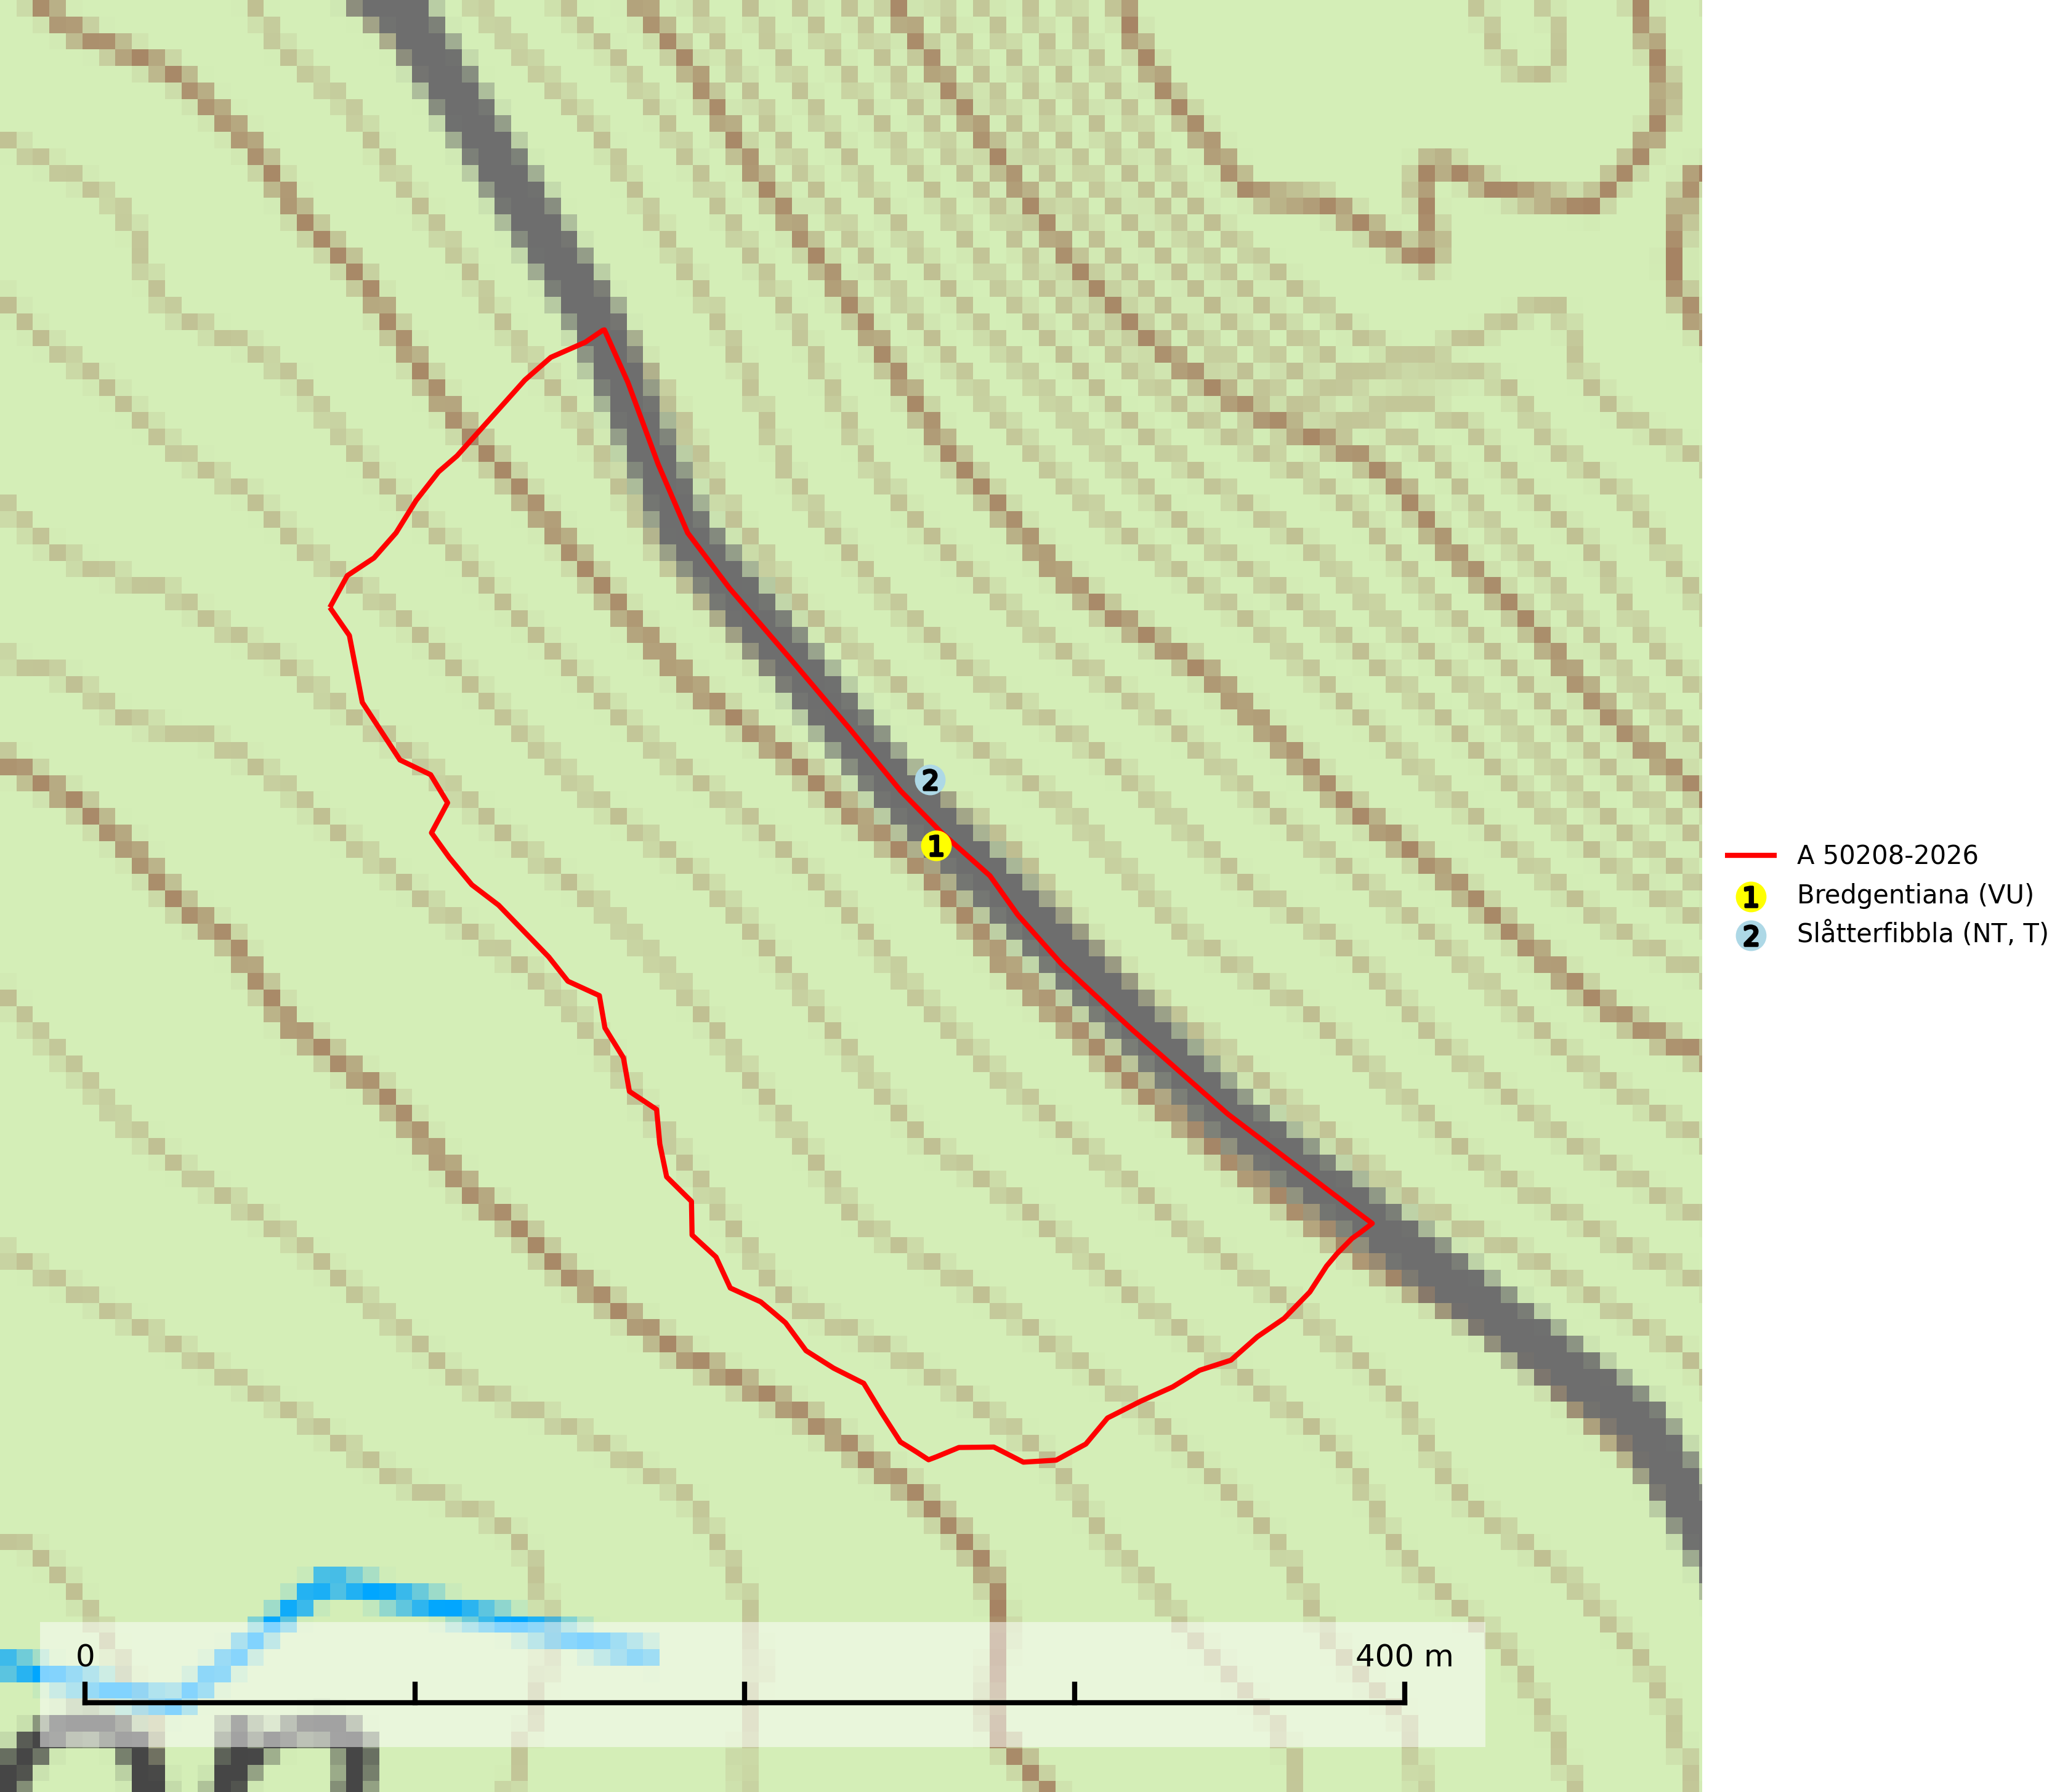 2
1
A 50208-2026
1 Bredgentiana (VU)
2 Slåtterfibbla (NT, T)
0 400 m